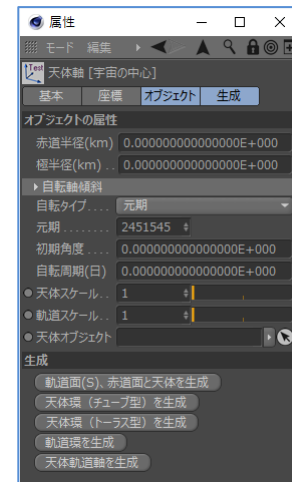 属性
モード 編集
Test 天体軸 [宇宙の中心]
基本 座標 オブジェクト 生成
オブジェクトの属性
赤道半径(km) 0.000000000000000E+000
極半径(km) . . 0.000000000000000E+000
自転軸傾斜
自転タイプ . . . . 元期
元期 . . . . . . . . 2451545
初期角度 . . . . 0.000000000000000E+000
自転周期(日) 0.000000000000000E+000
天体スケール . . 1
軌道スケール . . 1
天体オブジェクト
生成
軌道面(S)、赤道面と天体を生成
天体環（チューブ型）を生成
天体環（トーラス型）を生成
軌道環を生成
天体軌道軸を生成